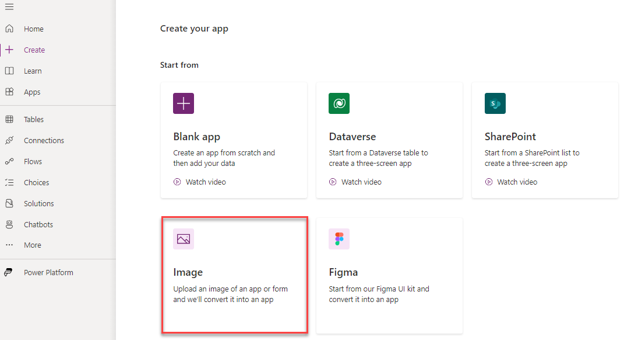 Home
Create
Learn
Apps
Tables
Connections
Flows
Choices
Solutions
Chatbots
More
Power Platform
Create your app
Start from
Blank app
Create an app from scratch and
then add your data
Watch video
Dataverse
Start from a Dataverse table to
create a three-screen app
Watch video
SharePoint
Start from a SharePoint list to
create a three-screen app
Watch video
Image
Upload an image of an app or form
and we'll convert it into an app
Figma
Start from our Figma UI kit and
convert it into an app